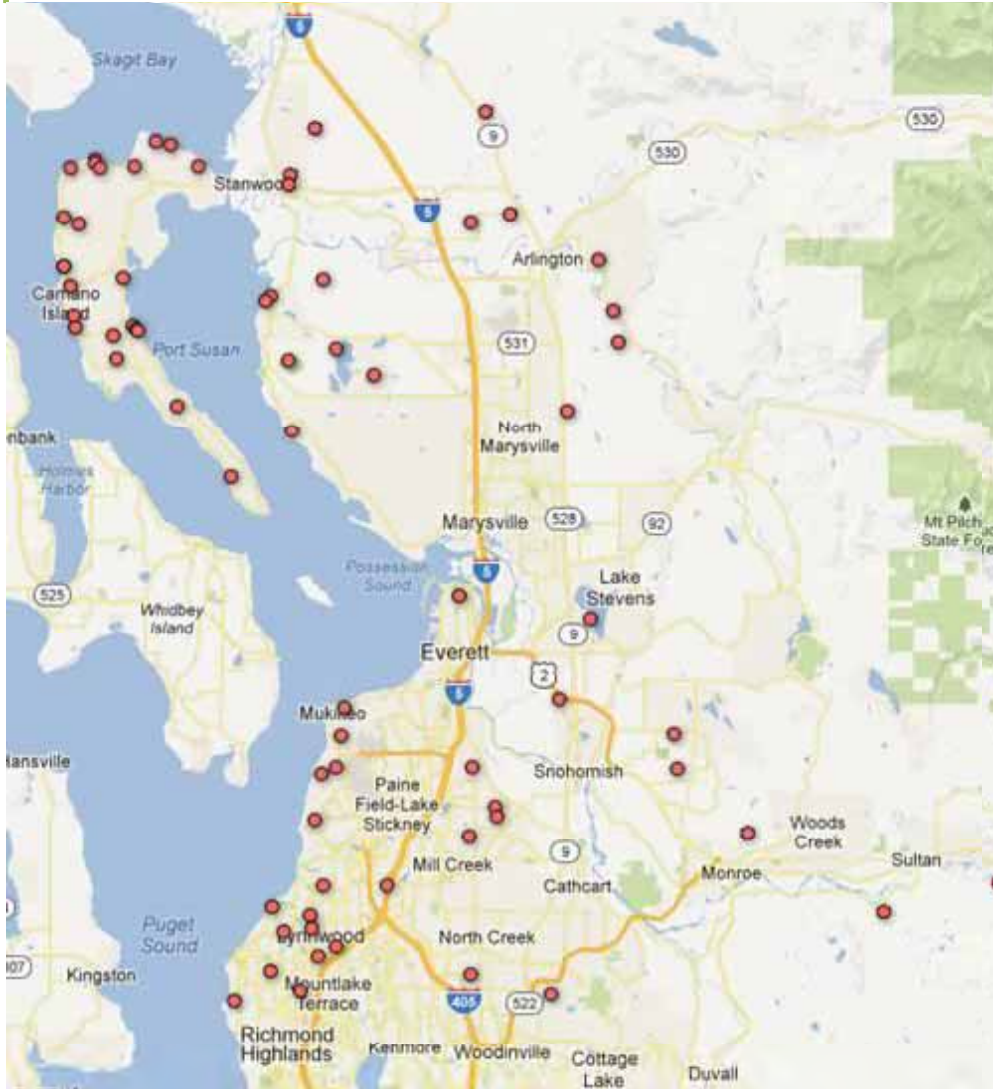 5
Skagit Bay
9
530
530
Stanwood
5
Arlington
Camano
Island
Port Susan
531
nbank
North
Marysville
Holmes
Harbor
Marysville
528
92
Mt Pilch
State Fo
Possession
Sound
5
525
Lake
Stevens
Whidbey
Island
9
Everett
2
5
Mukilteo
Hansville
Snohomish
Paine
Field-Lake
Stickney
Woods
Creek
9
Mill Creek
Sultan
Monroe
Cathcart
Puget
Sound
Lynnwood
North Creek
Kingston
Mountlake
Terrace
405
522
Richmond
Highlands
Kenmore
Woodinville
Cottage
Lake
Duvall